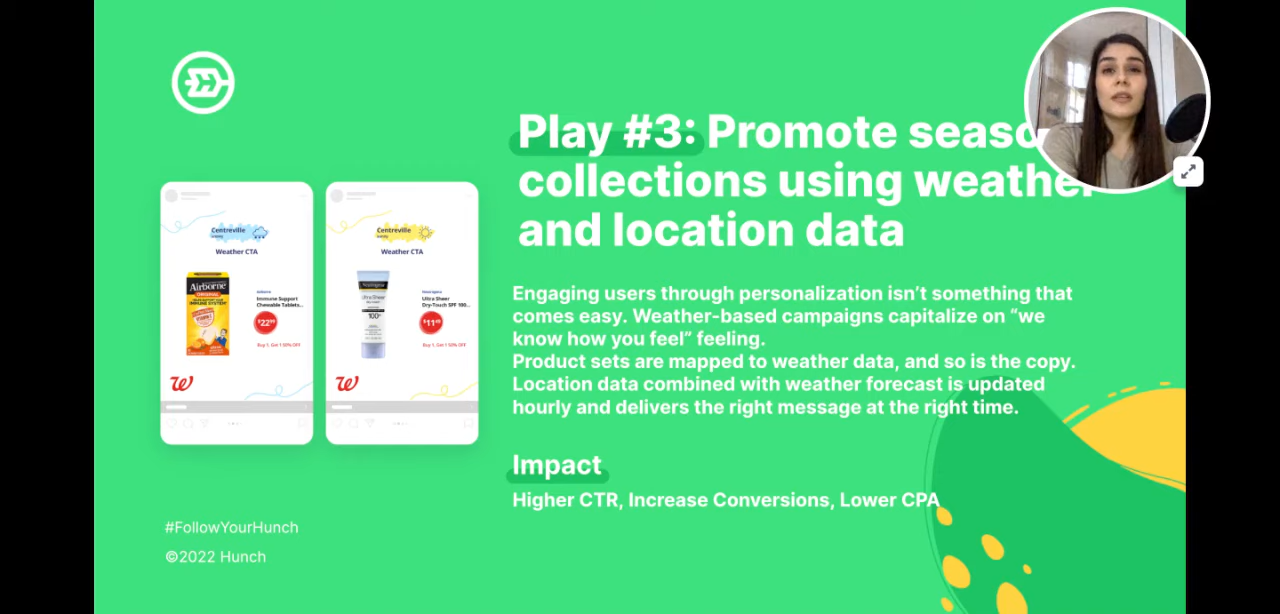 Play #3: Promote seaso
collections using weather
and location data
Centreville
Weather CTA
Airborne
Immune Support
Chewable Tablets...
$22
Buy 1, Get 1 50% OFF
Centreville
Weather CTA
Neutrogena
Ultra Sheer
Dry-Touch SPF 100...
100+
$11
Buy 1, Get 1 50% OFF
Engaging users through personalization isn’t something that
comes easy. Weather-based campaigns capitalize on “we
know how you feel” feeling.
Product sets are mapped to weather data, and so is the copy.
Location data combined with weather forecast is updated
hourly and delivers the right message at the right time.
Impact
Higher CTR, Increase Conversions, Lower CPA
#FollowYourHunch
©2022 Hunch